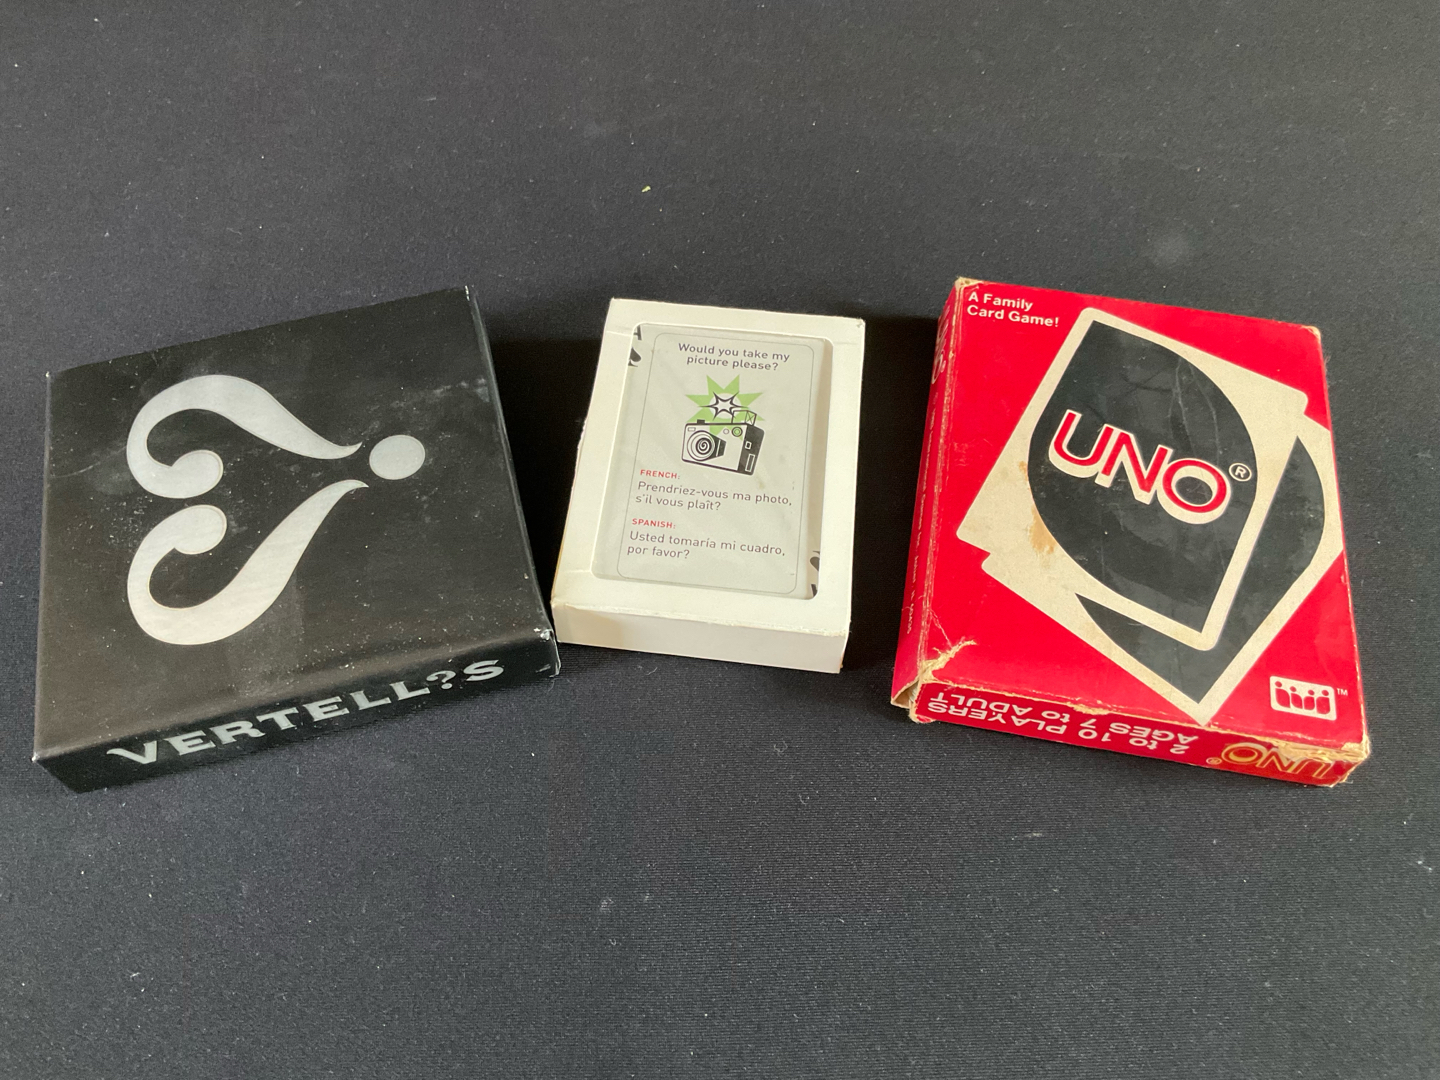 VERTELL?S
Would you take my
picture please?
FRENCH:
Prendriez-vous ma photo,
s'il vous plaît?
SPANISH:
Usted tomaría mi cuadro,
por favor?
A Family
Card Game!
UNO®
UNO®
2 to 10 PLAYERS
AGES 7 to ADULT
TM